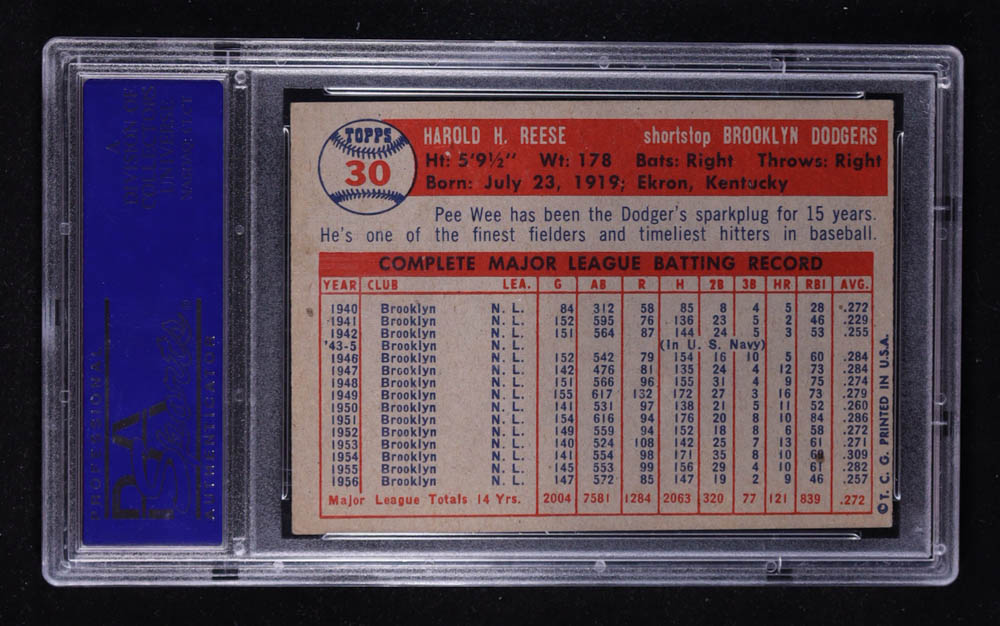 TOPPS
30
HAROLD H. REESE shortstop BROOKLYN DODGERS
Ht: 5'9½" Wt: 178 Bats: Right Throws: Right
Born: July 23, 1919; Ekron, Kentucky
Pee Wee has been the Dodger's sparkplug for 15 years.
He's one of the finest fielders and timeliest hitters in baseball.
COMPLETE MAJOR LEAGUE BATTING RECORD
YEAR CLUB LEA. G AB R H 2B 3B HR RBI AVG.
1940 Brooklyn N. L. 84 312 58 85 8 4 5 28 .272
1941 Brooklyn N. L. 152 595 76 136 23 5 2 46 .229
1942 Brooklyn N. L. 151 564 87 144 24 5 3 53 .255
'43-5 Brooklyn N. L. (In U. S. Navy)
1946 Brooklyn N. L. 152 542 79 154 16 10 5 60 .284
1947 Brooklyn N. L. 142 476 81 135 24 4 12 73 .284
1948 Brooklyn N. L. 151 566 96 155 31 4 9 75 .274
1949 Brooklyn N. L. 155 617 132 172 27 3 16 73 .279
1950 Brooklyn N. L. 141 531 97 138 21 5 11 52 .260
1951 Brooklyn N. L. 154 616 94 176 20 8 10 84 .286
1952 Brooklyn N. L. 149 559 94 152 18 8 6 58 .272
1953 Brooklyn N. L. 140 524 108 142 25 7 13 61 .271
1954 Brooklyn N. L. 141 554 98 171 35 8 10 69 .309
1955 Brooklyn N. L. 145 553 99 156 29 4 10 61 .282
1956 Brooklyn N. L. 147 572 85 147 19 2 9 46 .257
Major League Totals 14 Yrs. 2004 7581 1284 2063 320 77 121 839 .272
© T. C. G. PRINTED IN U.S.A.
PROFESSIONAL
PSA
Sports
AUTHENTICATOR
A
DIVISION OF
COLLECTORS
UNIVERSE